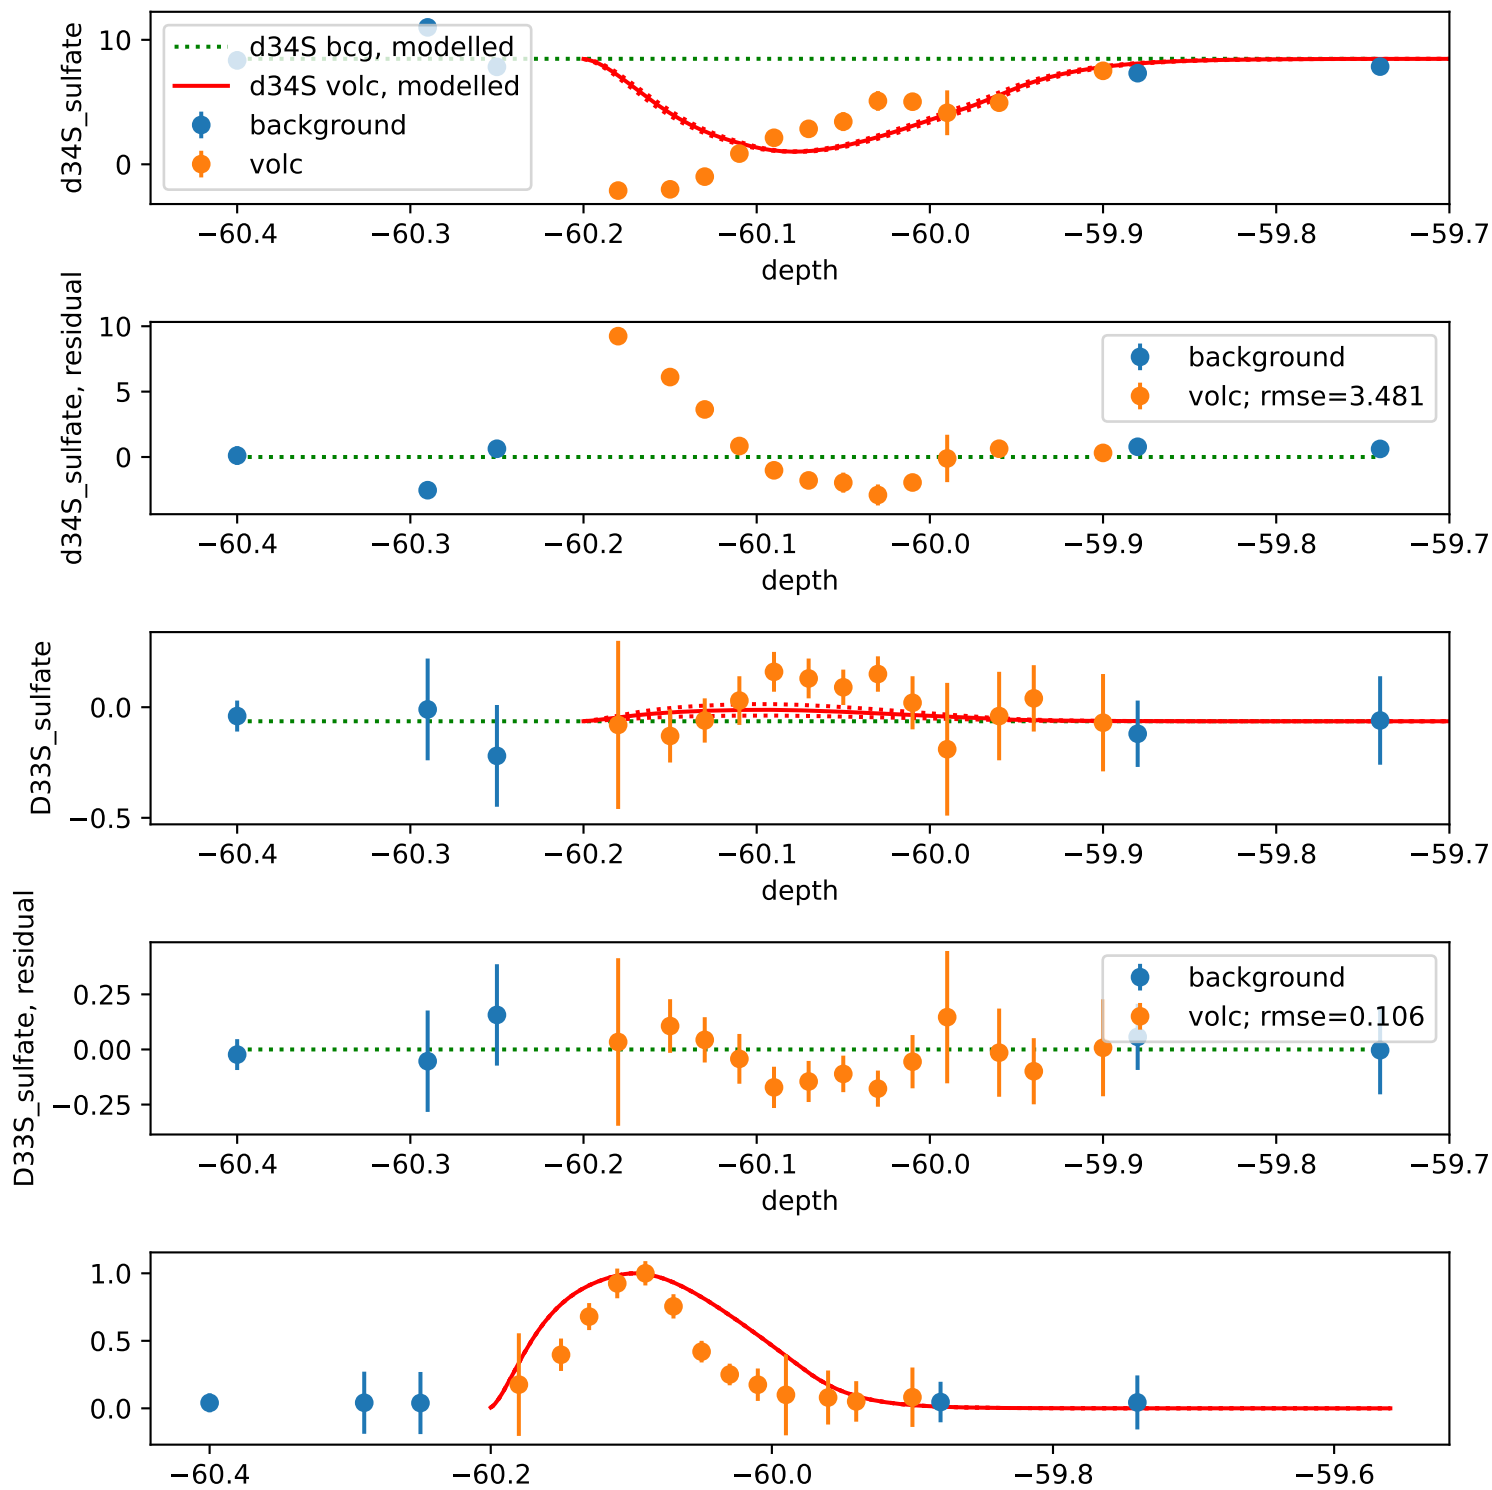 d34S_sulfate
10
0
d34S bcg, modelled
d34S volc, modelled
background
volc
−60.4 −60.3 −60.2 −60.1 −60.0 −59.9 −59.8 −59.7
depth
d34S_sulfate, residual
10
5
0
background
volc; rmse=3.481
−60.4 −60.3 −60.2 −60.1 −60.0 −59.9 −59.8 −59.7
depth
D33S_sulfate
0.0
−0.5
−60.4 −60.3 −60.2 −60.1 −60.0 −59.9 −59.8 −59.7
depth
D33S_sulfate, residual
0.25
0.00
−0.25
background
volc; rmse=0.106
−60.4 −60.3 −60.2 −60.1 −60.0 −59.9 −59.8 −59.7
depth
1.0
0.5
0.0
−60.4 −60.2 −60.0 −59.8 −59.6